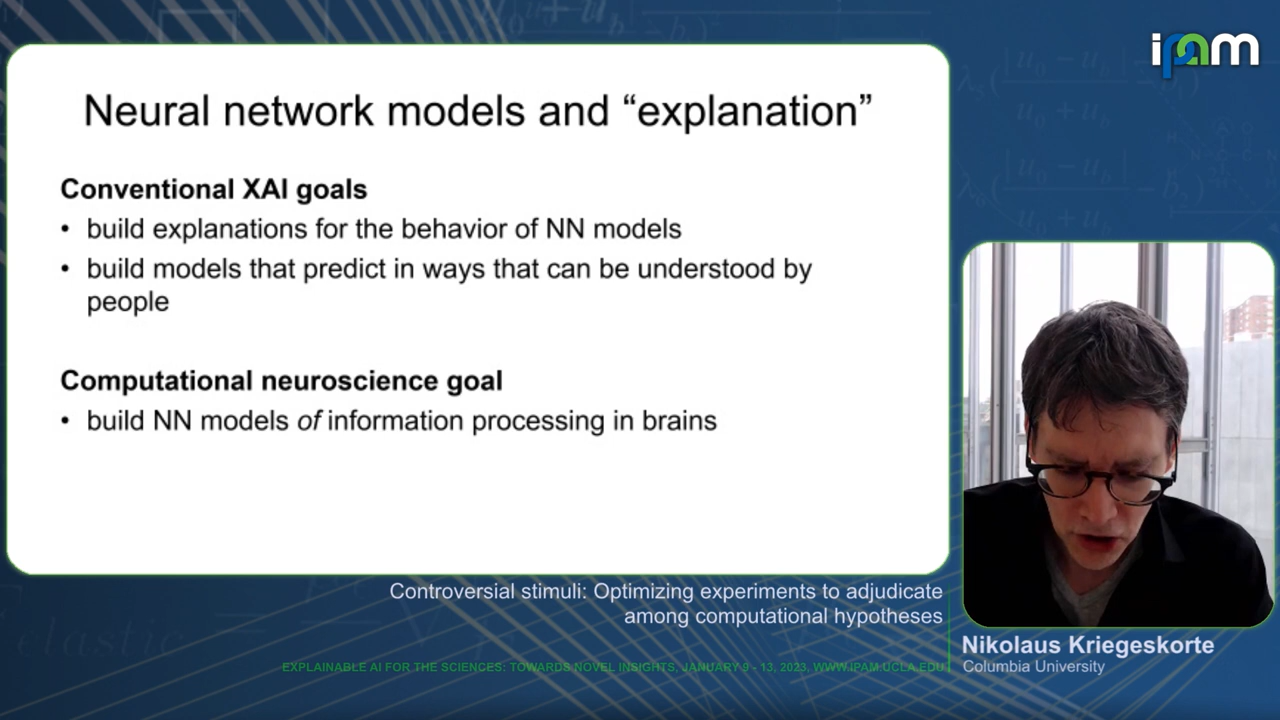 ipam
Neural network models and “explanation”
Conventional XAI goals
• build explanations for the behavior of NN models
• build models that predict in ways that can be understood by
people
Computational neuroscience goal
• build NN models of information processing in brains
Controversial stimuli: Optimizing experiments to adjudicate
among computational hypotheses
Nikolaus Kriegeskorte
Columbia University
EXPLAINABLE AI FOR THE SCIENCES: TOWARDS NOVEL INSIGHTS, JANUARY 9 - 13, 2023, WWW.IPAM.UCLA.EDU
elastic